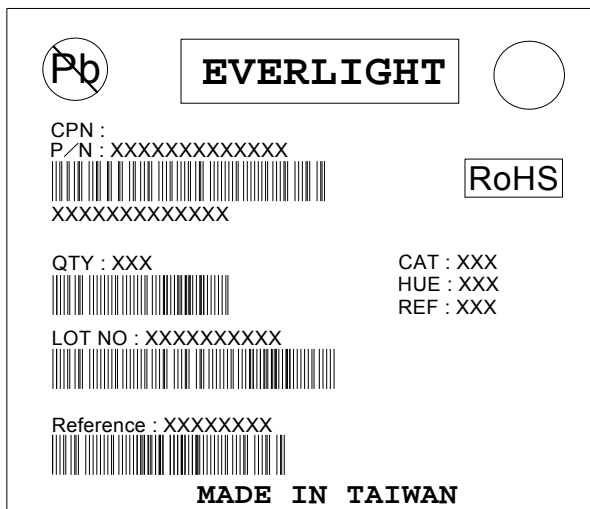 Pb
EVERLIGHT
CPN :
P/N : XXXXXXXXXXXXX
RoHS
XXXXXXXXXXXXX
QTY : XXX
CAT : XXX
HUE : XXX
REF : XXX
LOT NO : XXXXXXXXXX
Reference : XXXXXXXX
MADE IN TAIWAN